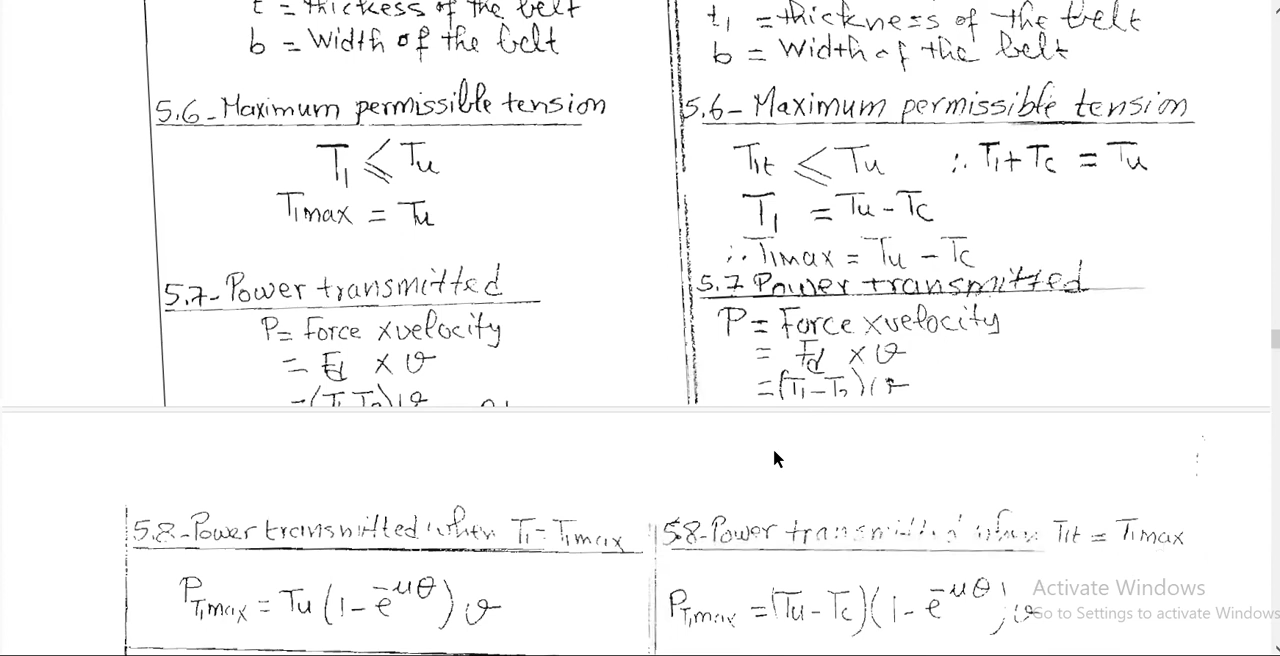 t = thickess of the belt
b = Width of the belt
5.6 - Maximum permissible tension
T1 ⩽ Tu
T1max = Tu
5.7 - Power transmitted
P = Force x velocity
= Fd × v
= (T1 T2) v
t1 = thickness of the belt
b = Width of the belt
5.6 - Maximum permissible tension
T1t ⩽ Tu ∴ T1 + Tc = Tu
T1 = Tu - Tc
∴ T1max = Tu - Tc
5.7 Power transmitted
P = Force x velocity
= Fd × v
= (T1 - T2) v
5.8 - Power transmitted when T1 = T1max
PT1max = Tu (1 - e^-μθ) v
5.8 - Power transmitted when T1t = T1max
PT1max = (Tu - Tc)(1 - e^-μθ) v
Activate Windows
Go to Settings to activate Windows